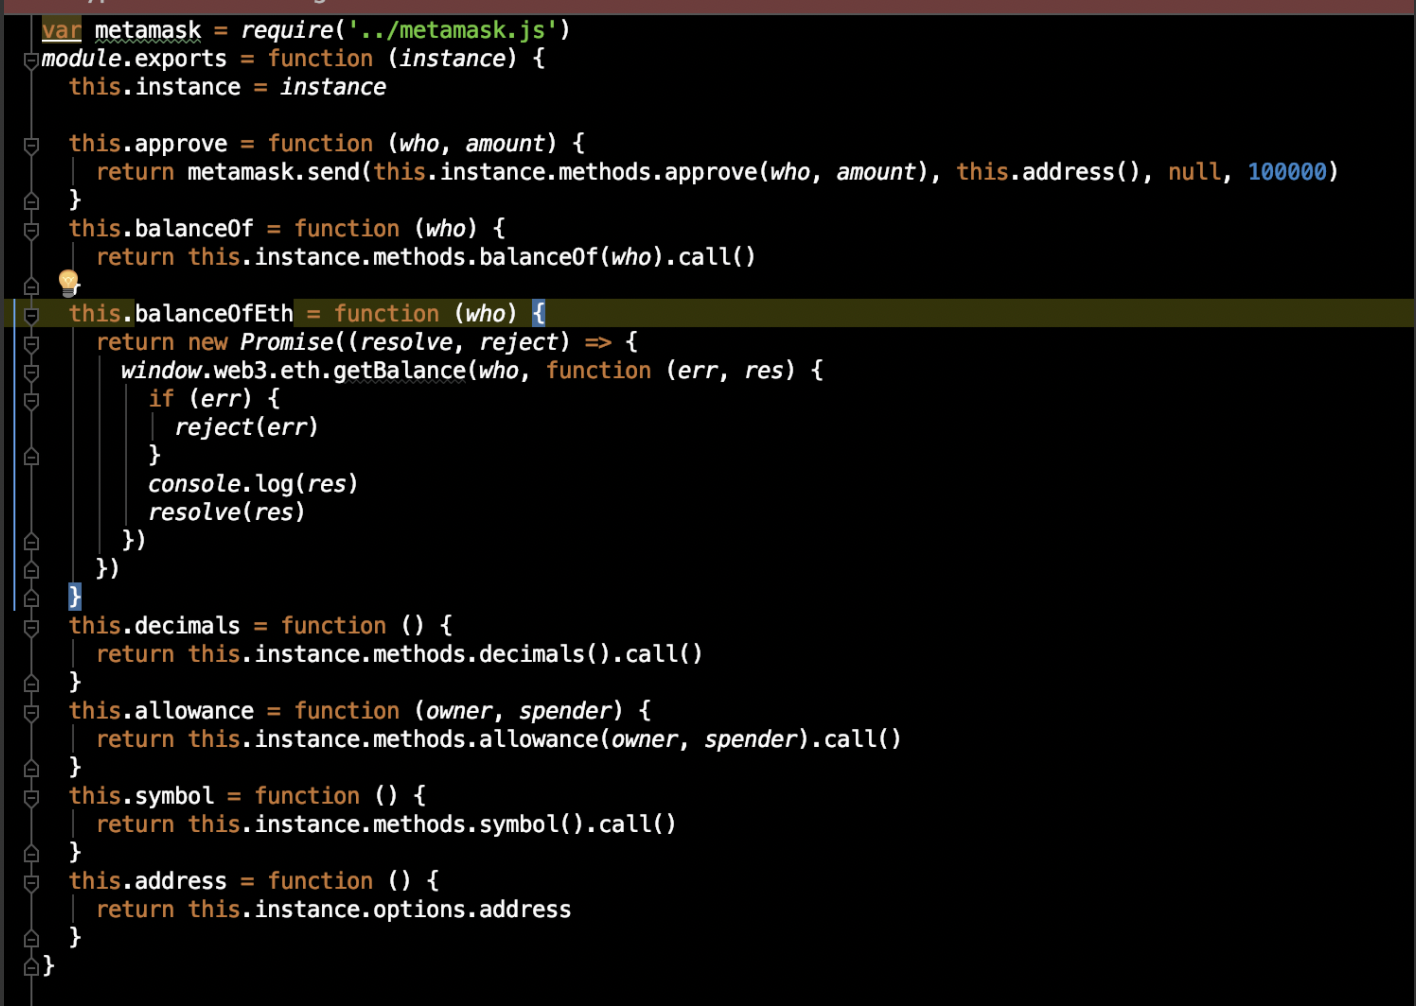 var metamask = require('../metamask.js')
module.exports = function (instance) {
  this.instance = instance

  this.approve = function (who, amount) {
    return metamask.send(this.instance.methods.approve(who, amount), this.address(), null, 100000)
  }
  this.balanceOf = function (who) {
    return this.instance.methods.balanceOf(who).call()
  }
  this.balanceOfEth = function (who) {
    return new Promise((resolve, reject) => {
      window.web3.eth.getBalance(who, function (err, res) {
        if (err) {
          reject(err)
        }
        console.log(res)
        resolve(res)
      })
    })
  }
  this.decimals = function () {
    return this.instance.methods.decimals().call()
  }
  this.allowance = function (owner, spender) {
    return this.instance.methods.allowance(owner, spender).call()
  }
  this.symbol = function () {
    return this.instance.methods.symbol().call()
  }
  this.address = function () {
    return this.instance.options.address
  }
}